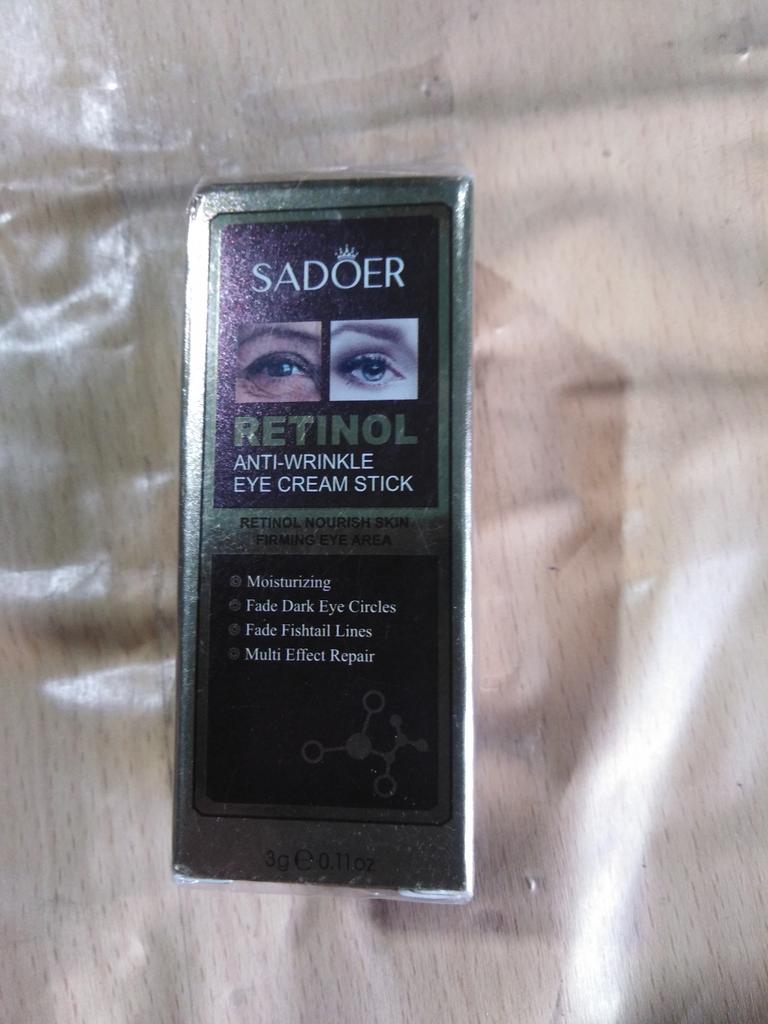 SADOER
RETINOL
ANTI-WRINKLE
EYE CREAM STICK
RETINOL NOURISH SKIN
FIRMING EYE AREA
Moisturizing
Fade Dark Eye Circles
Fade Fishtail Lines
Multi Effect Repair
3g ℮ 0.11oz